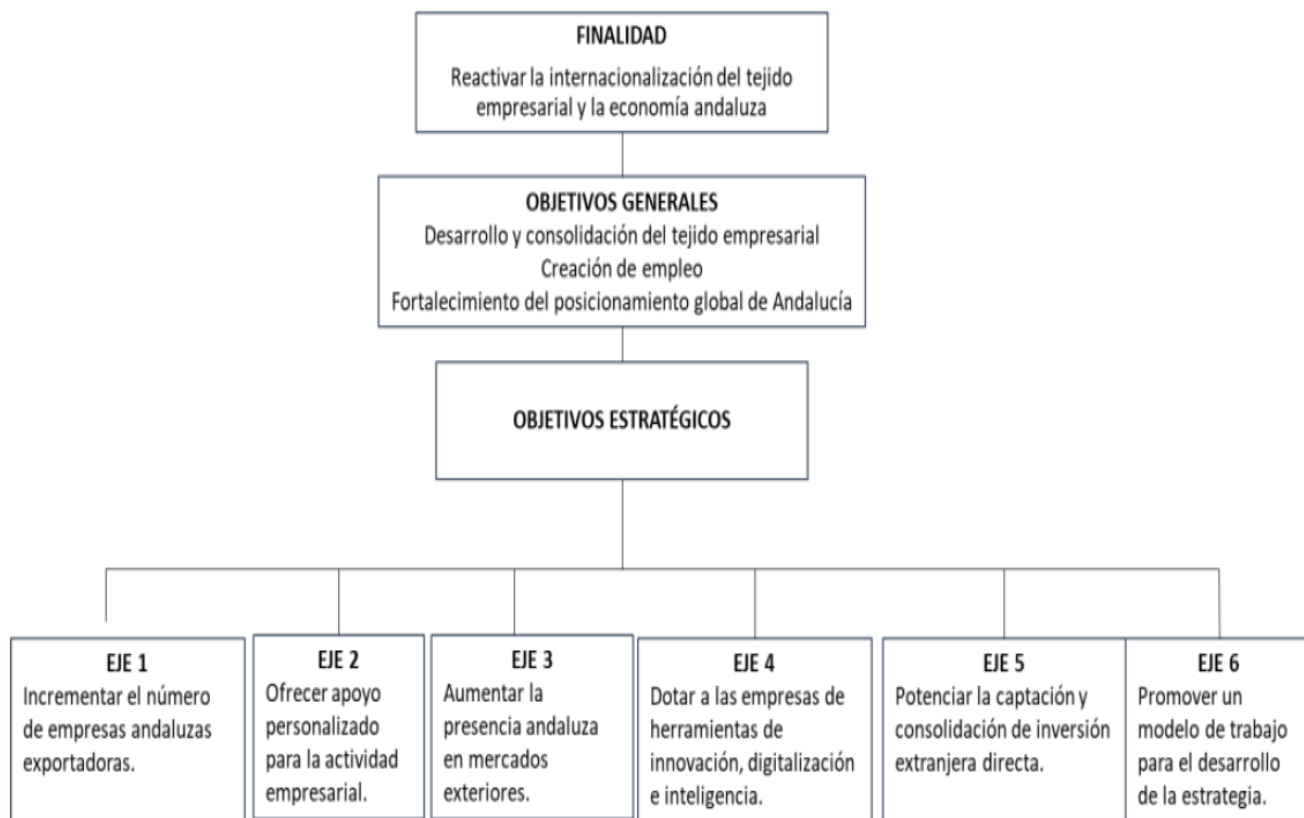 FINALIDAD
Reactivar la internacionalización del tejido
empresarial y la economía andaluza
OBJETIVOS GENERALES
Desarrollo y consolidación del tejido empresarial
Creación de empleo
Fortalecimiento del posicionamiento global de Andalucía
OBJETIVOS ESTRATÉGICOS
EJE 1
Incrementar el número
de empresas andaluzas
exportadoras.
EJE 2
Ofrecer apoyo
personalizado
para la actividad
empresarial.
EJE 3
Aumentar la
presencia andaluza
en mercados
exteriores.
EJE 4
Dotar a las empresas de
herramientas de
innovación, digitalización
e inteligencia.
EJE 5
Potenciar la captación y
consolidación de inversión
extranjera directa.
EJE 6
Promover un
modelo de trabajo
para el desarrollo
de la estrategia.